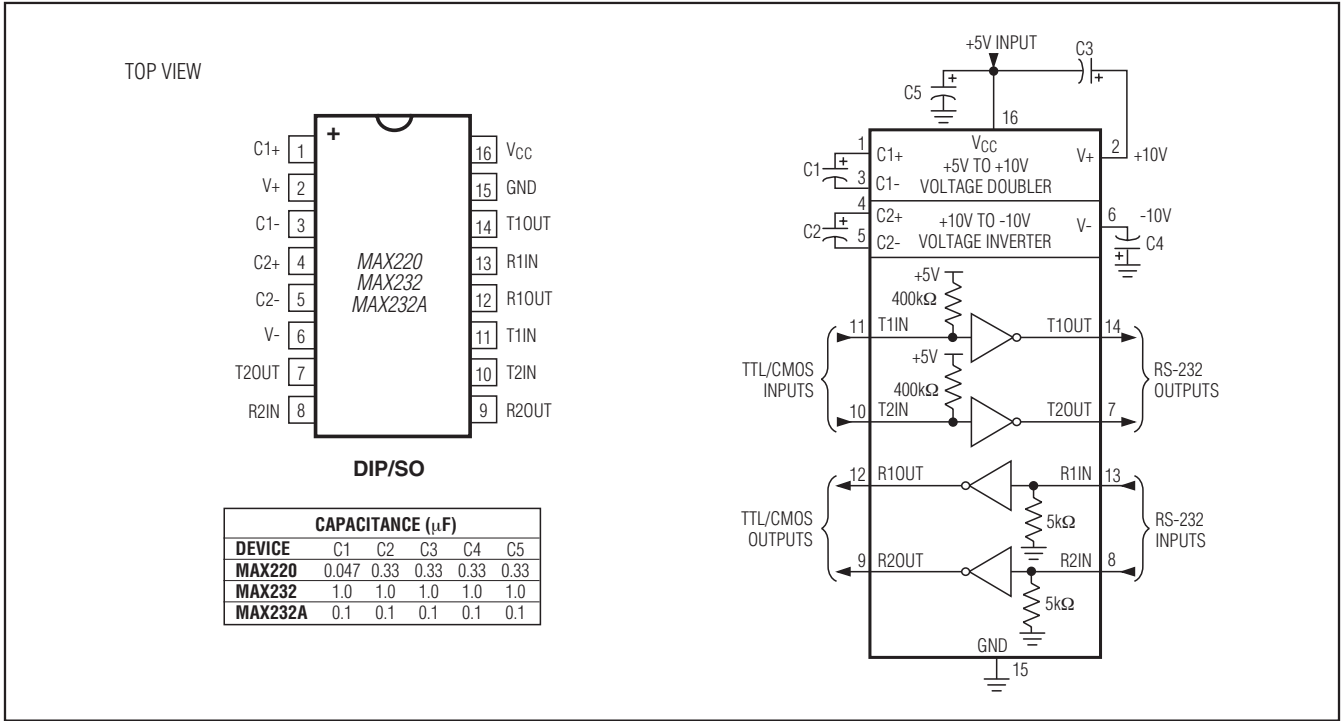 TOP VIEW
+
C1+ 1
V+ 2
C1- 3
C2+ 4
C2- 5
V- 6
T2OUT 7
R2IN 8
16 VCC
15 GND
14 T1OUT
13 R1IN
12 R1OUT
11 T1IN
10 T2IN
9 R2OUT
MAX220
MAX232
MAX232A
DIP/SO
CAPACITANCE (μF)
DEVICE C1 C2 C3 C4 C5
MAX220 0.047 0.33 0.33 0.33 0.33
MAX232 1.0 1.0 1.0 1.0 1.0
MAX232A 0.1 0.1 0.1 0.1 0.1
+5V INPUT
C3
+
C5
+
16
VCC
1 C1+
C1 +
3 C1-
+5V TO +10V
VOLTAGE DOUBLER
V+ 2 +10V
4 C2+
C2 +
5 C2-
+10V TO -10V
VOLTAGE INVERTER
V- 6 -10V
C4
+
+5V
400kΩ
11 T1IN
T1OUT 14
+5V
400kΩ
10 T2IN
T2OUT 7
TTL/CMOS
INPUTS
RS-232
OUTPUTS
12 R1OUT
R1IN 13
5kΩ
9 R2OUT
R2IN 8
5kΩ
TTL/CMOS
OUTPUTS
RS-232
INPUTS
GND
15